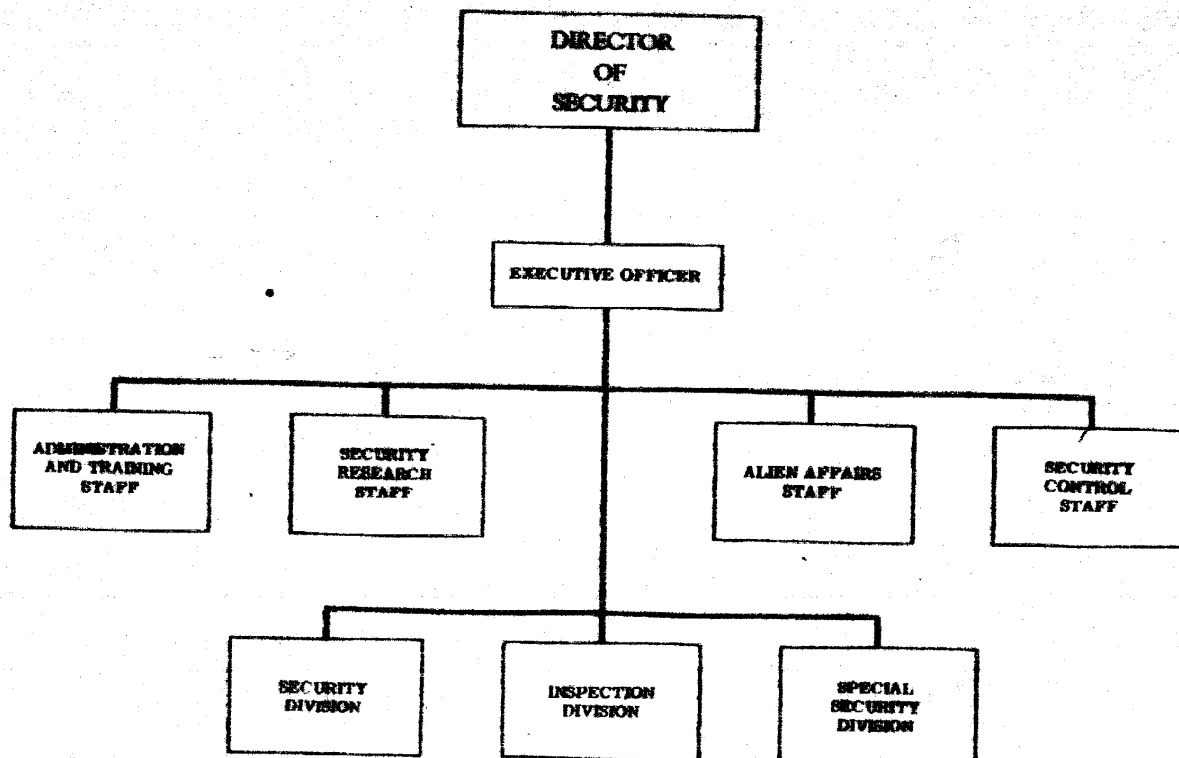 DIRECTOR
OF
SECURITY
EXECUTIVE OFFICER
ADMINISTRATION
AND TRAINING
STAFF
SECURITY
RESEARCH
STAFF
ALIEN AFFAIRS
STAFF
SECURITY
CONTROL
STAFF
SECURITY
DIVISION
INSPECTION
DIVISION
SPECIAL
SECURITY
DIVISION